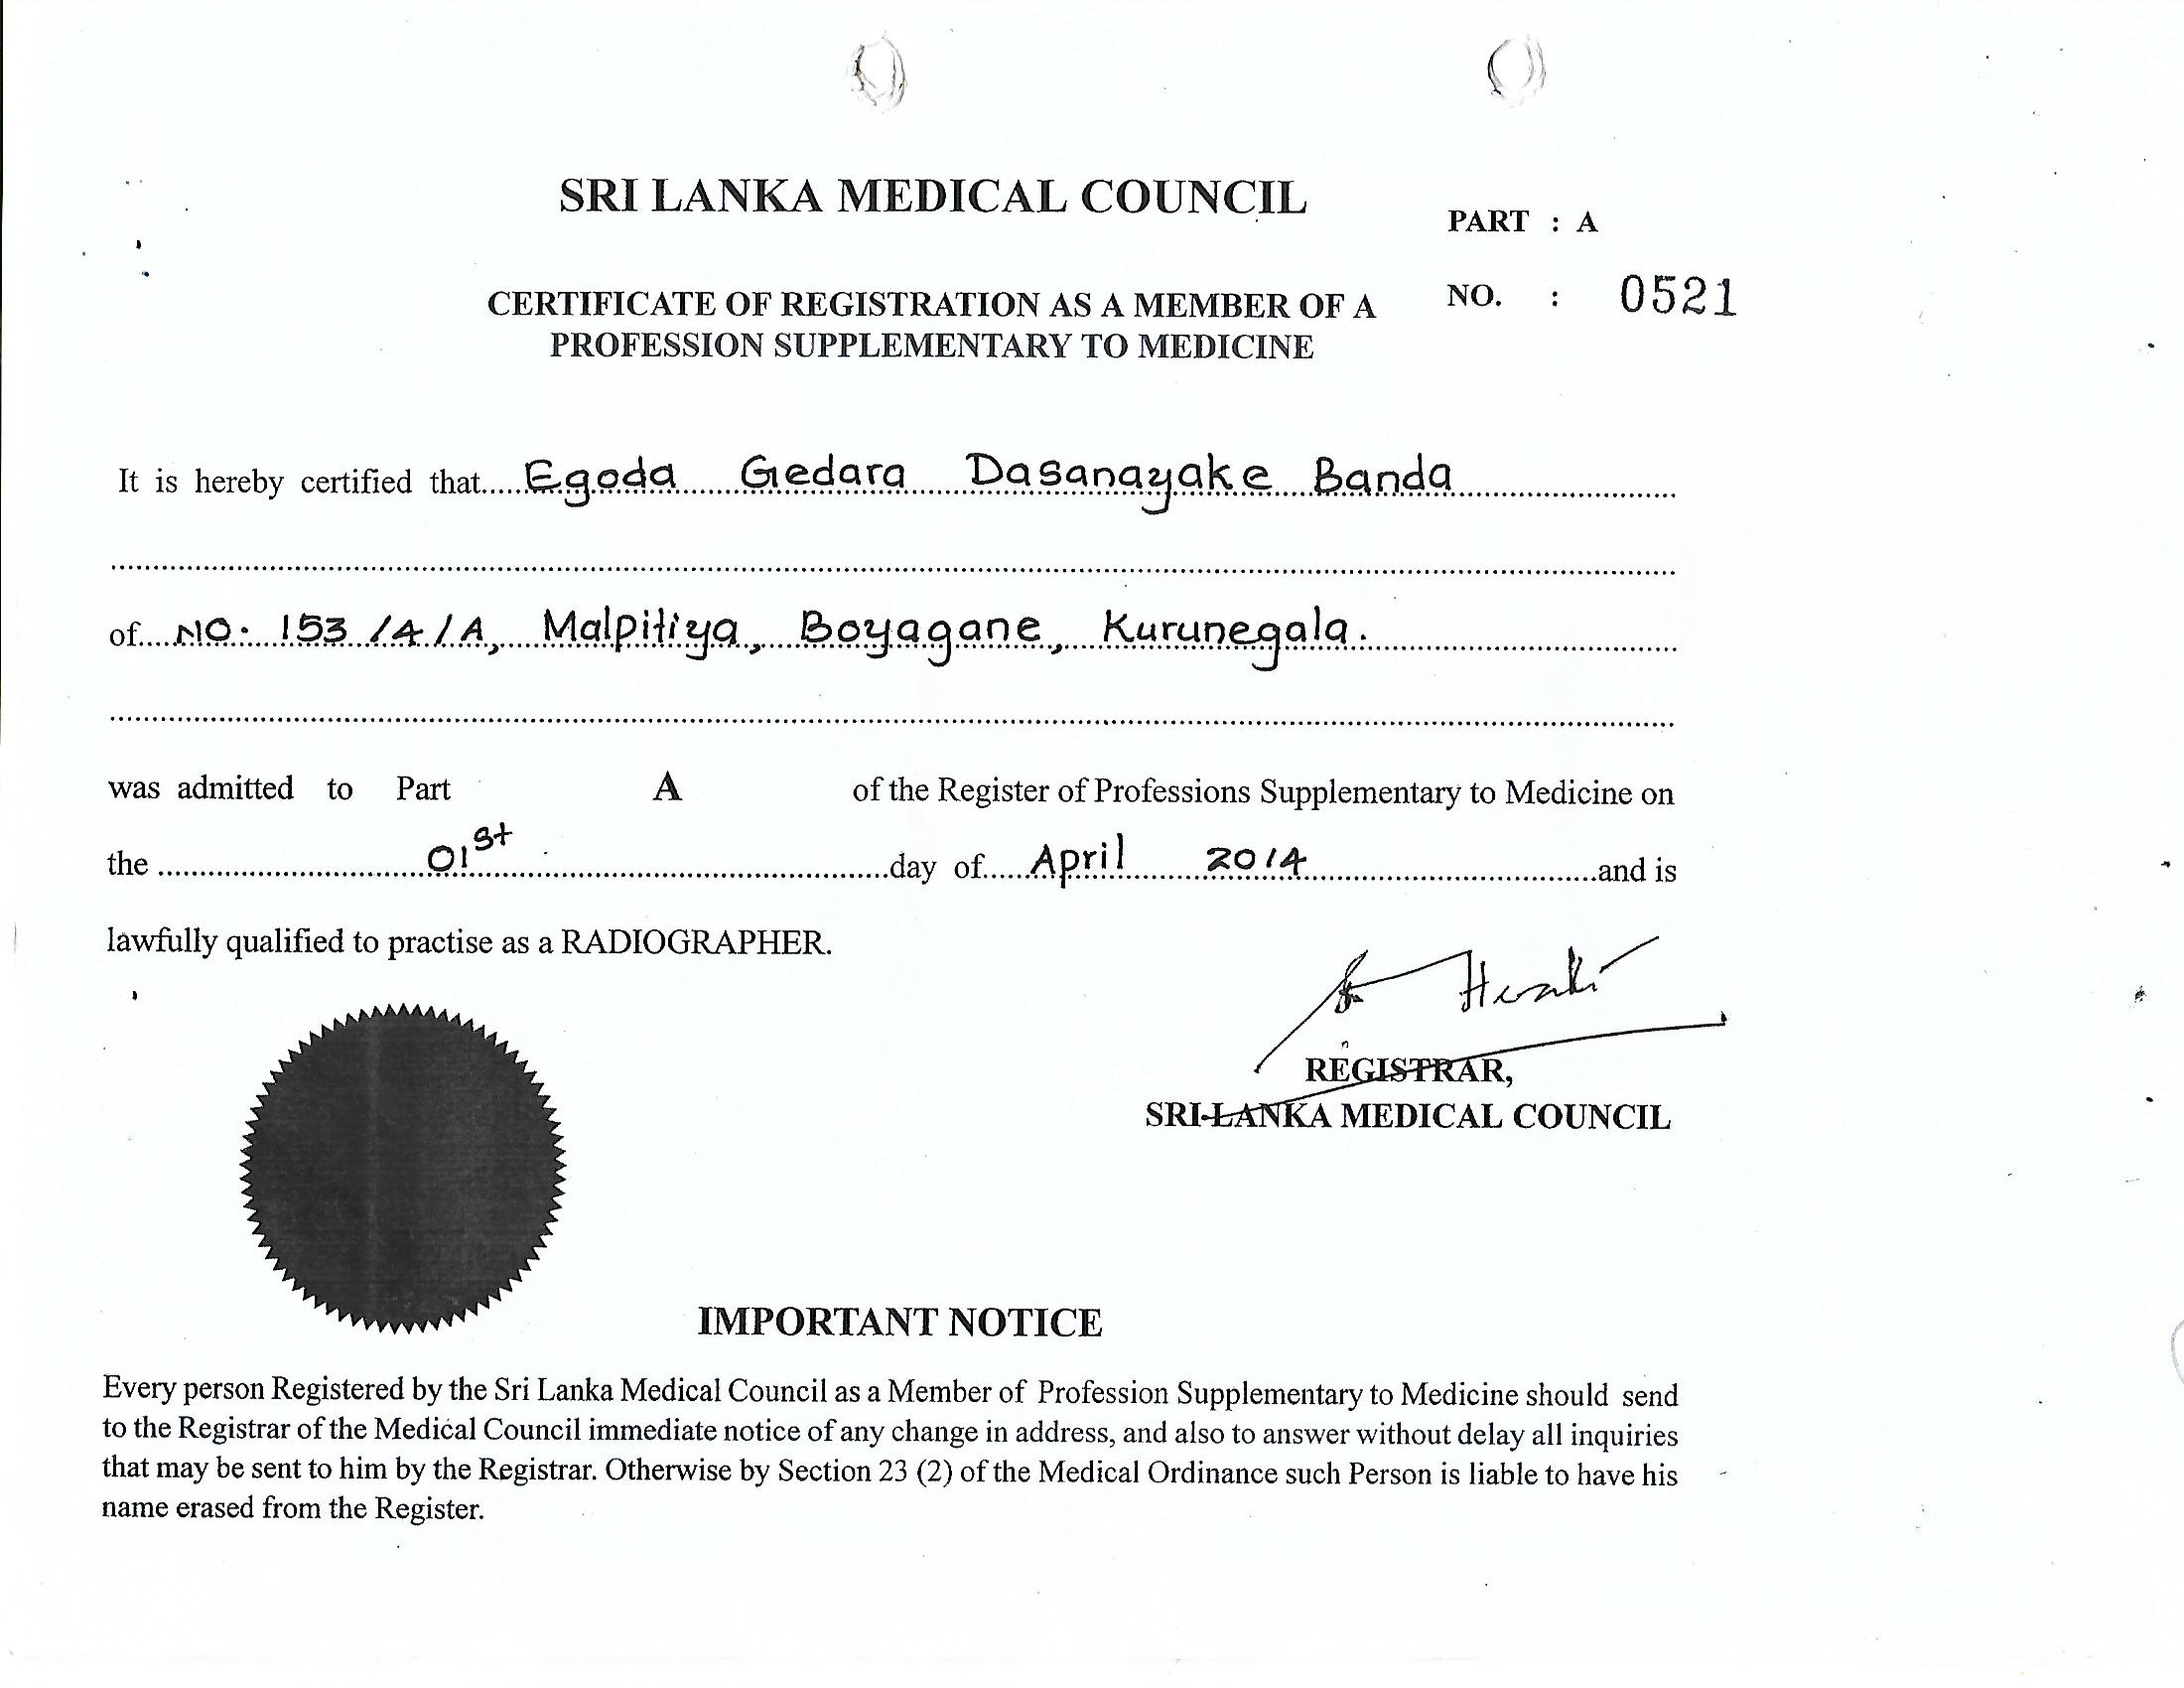 SRI LANKA MEDICAL COUNCIL
PART : A
CERTIFICATE OF REGISTRATION AS A MEMBER OF A
NO. : 0521
PROFESSION SUPPLEMENTARY TO MEDICINE
It is hereby certified that.....Egoda Gedara Dasanayake Banda
of....NO. 153/4/A, Malpitiya, Boyagane, Kurunegala.
was admitted to Part A of the Register of Professions Supplementary to Medicine on
the 01st day of April 2014 and is
lawfully qualified to practise as a RADIOGRAPHER.
REGISTRAR,
SRI LANKA MEDICAL COUNCIL
IMPORTANT NOTICE
Every person Registered by the Sri Lanka Medical Council as a Member of Profession Supplementary to Medicine should send
to the Registrar of the Medical Council immediate notice of any change in address, and also to answer without delay all inquiries
that may be sent to him by the Registrar. Otherwise by Section 23 (2) of the Medical Ordinance such Person is liable to have his
name erased from the Register.